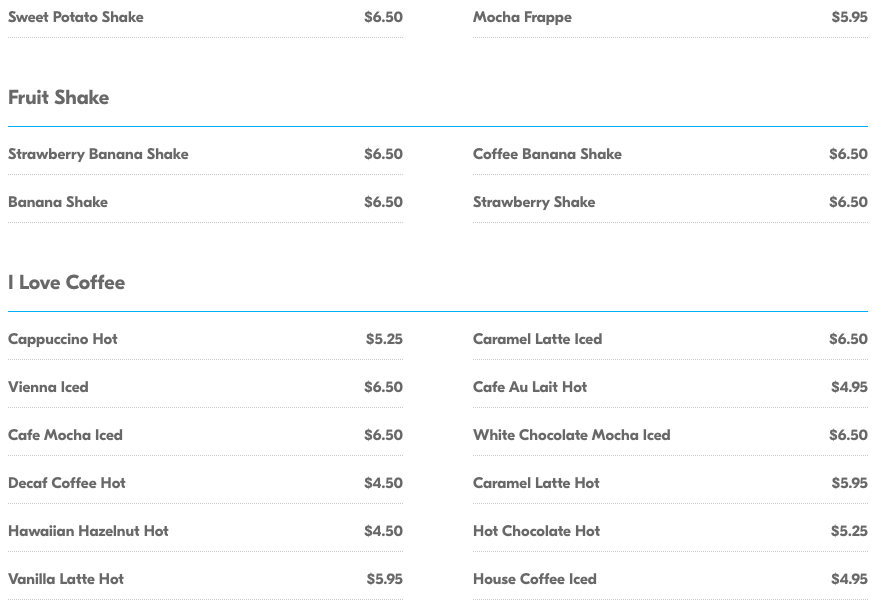 Sweet Potato Shake $6.50 Mocha Frappe $5.95
Fruit Shake
Strawberry Banana Shake $6.50 Coffee Banana Shake $6.50
Banana Shake $6.50 Strawberry Shake $6.50
I Love Coffee
Cappuccino Hot $5.25 Caramel Latte Iced $6.50
Vienna Iced $6.50 Cafe Au Lait Hot $4.95
Cafe Mocha Iced $6.50 White Chocolate Mocha Iced $6.50
Decaf Coffee Hot $4.50 Caramel Latte Hot $5.95
Hawaiian Hazelnut Hot $4.50 Hot Chocolate Hot $5.25
Vanilla Latte Hot $5.95 House Coffee Iced $4.95